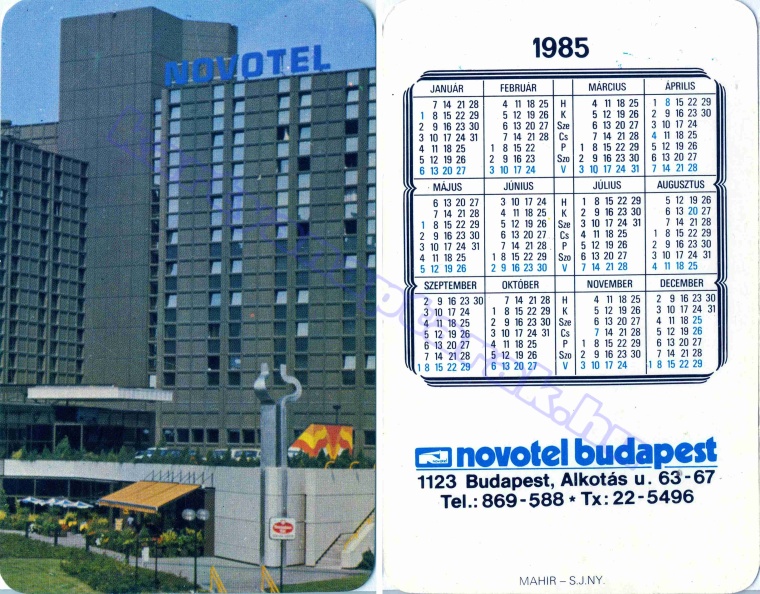 NOVOTEL
1985
JANUÁR FEBRUÁR MÁRCIUS ÁPRILIS
7 14 21 28 4 11 18 25 H 4 11 18 25 1 8 15 22 29
1 8 15 22 29 5 12 19 26 K 5 12 19 26 2 9 16 23 30
2 9 16 23 30 6 13 20 27 Sze 6 13 20 27 3 10 17 24
3 10 17 24 31 7 14 21 28 Cs 7 14 21 28 4 11 18 25
4 11 18 25 1 8 15 22 P 1 8 15 22 29 5 12 19 26
5 12 19 26 2 9 16 23 Szo 2 9 16 23 30 6 13 20 27
6 13 20 27 3 10 17 24 V 3 10 17 24 31 7 14 21 28
MÁJUS JÚNIUS JÚLIUS AUGUSZTUS
6 13 20 27 3 10 17 24 H 1 8 15 22 29 5 12 19 26
7 14 21 28 4 11 18 25 K 2 9 16 23 30 6 13 20 27
1 8 15 22 29 5 12 19 26 Sze 3 10 17 24 31 7 14 21 28
2 9 16 23 30 6 13 20 27 Cs 4 11 18 25 1 8 15 22 29
3 10 17 24 31 7 14 21 28 P 5 12 19 26 2 9 16 23 30
4 11 18 25 1 8 15 22 29 Szo 6 13 20 27 3 10 17 24 31
5 12 19 26 2 9 16 23 30 V 7 14 21 28 4 11 18 25
SZEPTEMBER OKTÓBER NOVEMBER DECEMBER
2 9 16 23 30 7 14 21 28 H 4 11 18 25 2 9 16 23 30
3 10 17 24 1 8 15 22 29 K 5 12 19 26 3 10 17 24 31
4 11 18 25 2 9 16 23 30 Sze 6 13 20 27 4 11 18 25
5 12 19 26 3 10 17 24 31 Cs 7 14 21 28 5 12 19 26
6 13 20 27 4 11 18 25 P 1 8 15 22 29 6 13 20 27
7 14 21 28 5 12 19 26 Szo 2 9 16 23 30 7 14 21 28
1 8 15 22 29 6 13 20 27 V 3 10 17 24 1 8 15 22 29
novotel budapest
1123 Budapest, Alkotás u. 63-67
Tel.: 869-588 * Tx: 22-5496
MAHIR – S.J.NY.